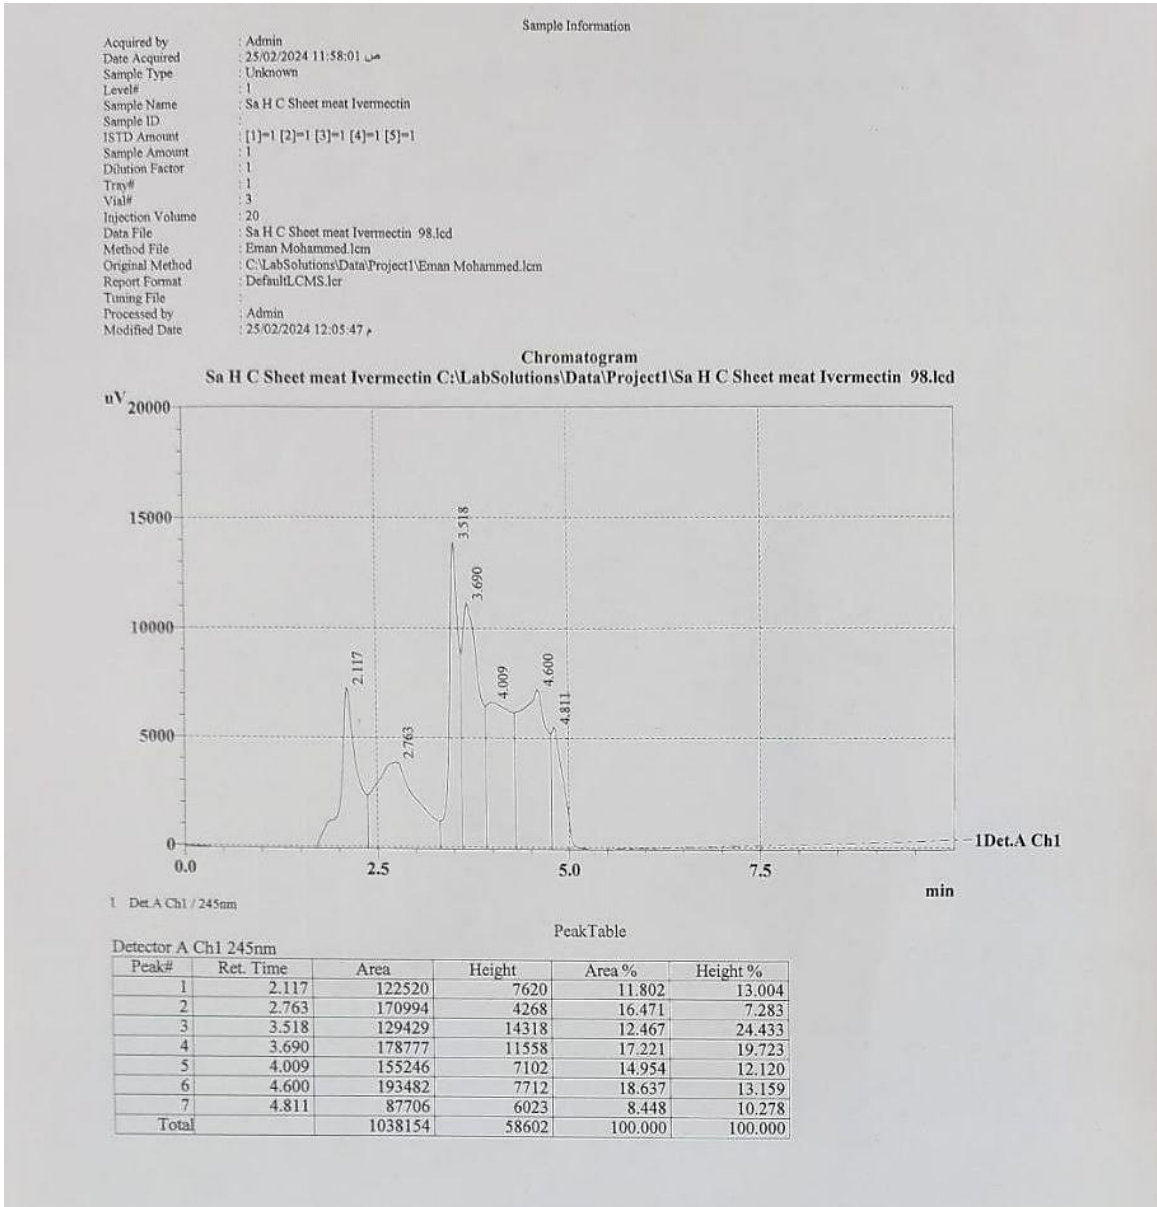 Sample Information
Acquired by : Admin
Date Acquired : 25/02/2024 11:58:01 ص
Sample Type : Unknown
Level# : 1
Sample Name : Sa H C Sheet meat Ivermectin
Sample ID :
ISTD Amount : [1]=1 [2]=1 [3]=1 [4]=1 [5]=1
Sample Amount : 1
Dilution Factor : 1
Tray# : 1
Vial# : 3
Injection Volume : 20
Data File : Sa H C Sheet meat Ivermectin 98.lcd
Method File : Eman Mohammed.lcm
Original Method : C:\LabSolutions\Data\Project1\Eman Mohammed.lcm
Report Format : DefaultLCMS.lcr
Tuning File :
Processed by : Admin
Modified Date : 25/02/2024 12:05:47 م
Chromatogram
Sa H C Sheet meat Ivermectin C:\LabSolutions\Data\Project1\Sa H C Sheet meat Ivermectin 98.lcd
uV
20000
15000
10000
5000
0
2.117
2.763
3.518
3.690
4.009
4.600
4.811
1Det.A Ch1
0.0 2.5 5.0 7.5
min
1 Det.A Ch1 / 245nm
PeakTable
Detector A Ch1 245nm
Peak# Ret. Time Area Height Area % Height %
1 2.117 122520 7620 11.802 13.004
2 2.763 170994 4268 16.471 7.283
3 3.518 129429 14318 12.467 24.433
4 3.690 178777 11558 17.221 19.723
5 4.009 155246 7102 14.954 12.120
6 4.600 193482 7712 18.637 13.159
7 4.811 87706 6023 8.448 10.278
Total 1038154 58602 100.000 100.000